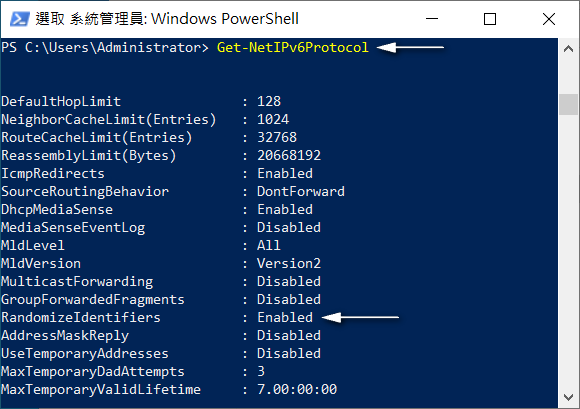 選取 系統管理員: Windows PowerShell
PS C:\Users\Administrator> Get-NetIPv6Protocol
DefaultHopLimit : 128
NeighborCacheLimit(Entries) : 1024
RouteCacheLimit(Entries) : 32768
ReassemblyLimit(Bytes) : 20668192
IcmpRedirects : Enabled
SourceRoutingBehavior : DontForward
DhcpMediaSense : Enabled
MediaSenseEventLog : Disabled
MldLevel : All
MldVersion : Version2
MulticastForwarding : Disabled
GroupForwardedFragments : Disabled
RandomizeIdentifiers : Enabled
AddressMaskReply : Disabled
UseTemporaryAddresses : Disabled
MaxTemporaryDadAttempts : 3
MaxTemporaryValidLifetime : 7.00:00:00